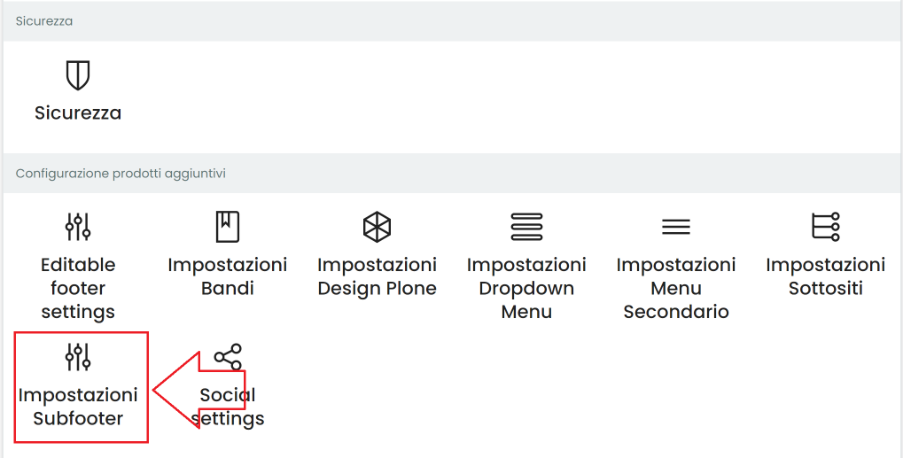 Sicurezza
Sicurezza
Configurazione prodotti aggiuntivi
Editable
footer
settings
Impostazioni
Bandi
Impostazioni
Design Plone
Impostazioni
Dropdown
Menu
Impostazioni
Menu
Secondario
Impostazioni
Sottositi
Impostazioni
Subfooter
Social
settings